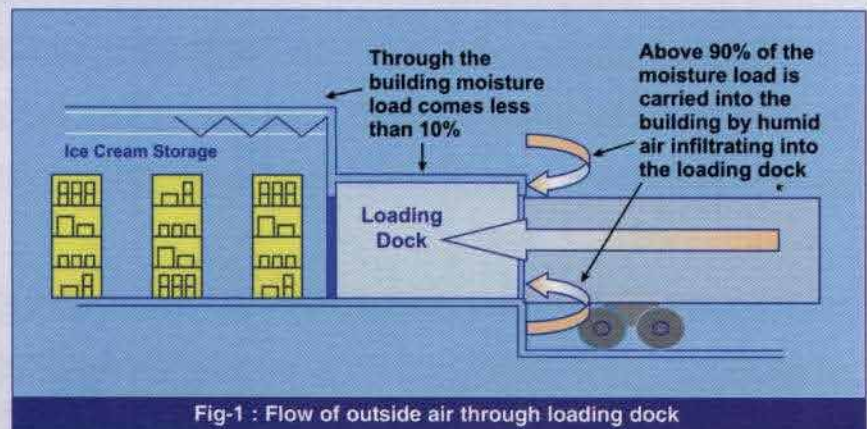 Through the
building moisture
load comes less
than 10%
Above 90% of the
moisture load is
carried into the
building by humid
air infiltrating into
the loading dock
Ice Cream Storage
Loading
Dock
Fig-1 : Flow of outside air through loading dock